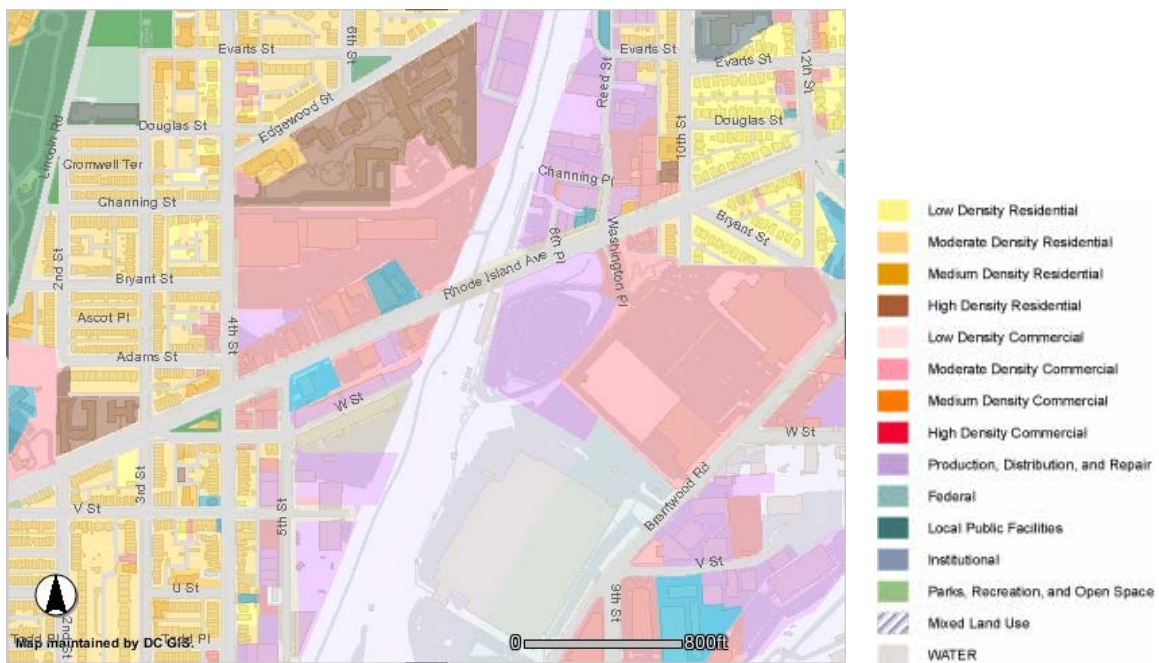 Evarts St
6th St
Evarts St
Reed St
12th St
Evarts St
Edgewood St
Lincoln Rd
Douglas St
Douglas St
10th St
Cromwell Ter
Channing Pl
Channing St
Bryant St
8th Pl
Washington Pl
Rhode Island Ave
2nd St
Bryant St
Ascot Pl
4th St
Adams St
W St
W St
3rd St
V St
5th St
Brentwood Rd
V St
U St
9th St
2nd St
Todd Pl
Todd Pl
Map maintained by DC GIS.
0
800ft
Low Density Residential
Moderate Density Residential
Medium Density Residential
High Density Residential
Low Density Commercial
Moderate Density Commercial
Medium Density Commercial
High Density Commercial
Production, Distribution, and Repair
Federal
Local Public Facilities
Institutional
Parks, Recreation, and Open Space
Mixed Land Use
WATER